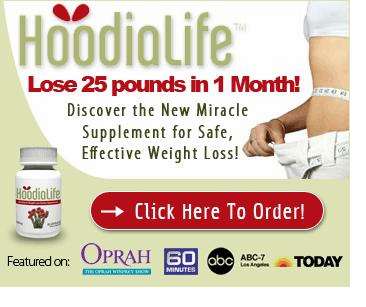 HoodiaLife™
Lose 25 pounds in 1 Month!
Discover the New Miracle
Supplement for Safe,
Effective Weight Loss!
HoodiaLife
→ Click Here To Order!
Featured on:
OPRAH
THE OPRAH WINFREY SHOW
60
MINUTES
abc
ABC-7
Los Angeles
TODAY